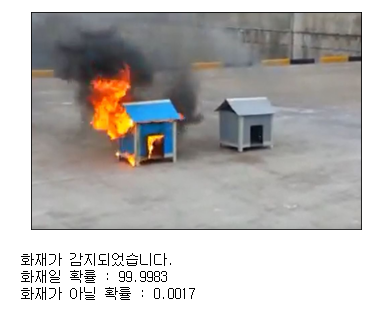 화재가 감지되었습니다.
화재일 확률 : 99.9983
화재가 아닐 확률 : 0.0017